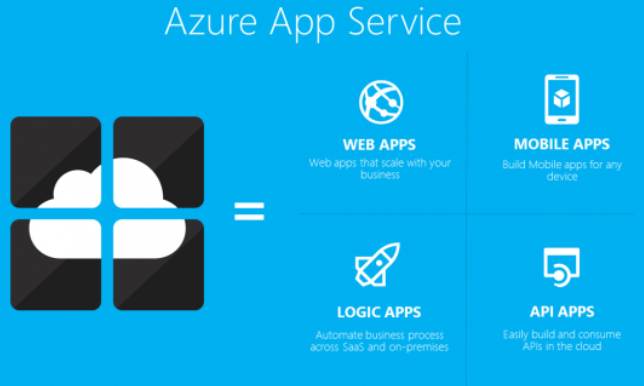 Azure App Service
WEB APPS
Web apps that scale with your
business
MOBILE APPS
Build Mobile apps for any
device
=
LOGIC APPS
Automate business process
across SaaS and on-premises
API APPS
Easily build and consume
APIs in the cloud